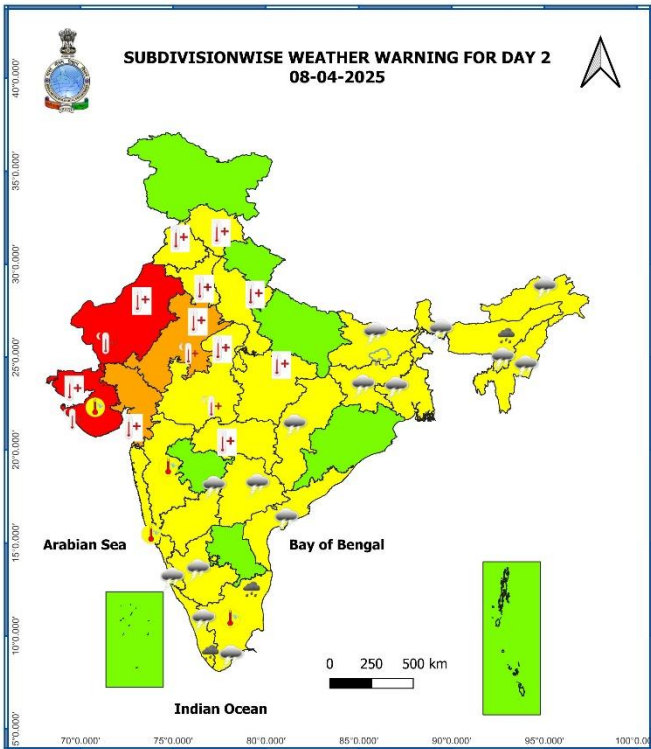 SUBDIVISIONWISE WEATHER WARNING FOR DAY 2
08-04-2025
40°0.000'
35°0.000'
30°0.000'
25°0.000'
20°0.000'
15°0.000'
10°0.000'
5°0.000'
Arabian Sea
Bay of Bengal
0 250 500 km
Indian Ocean
70°0.000' 75°0.000' 80°0.000' 85°0.000' 90°0.000' 95°0.000' 100°0.0